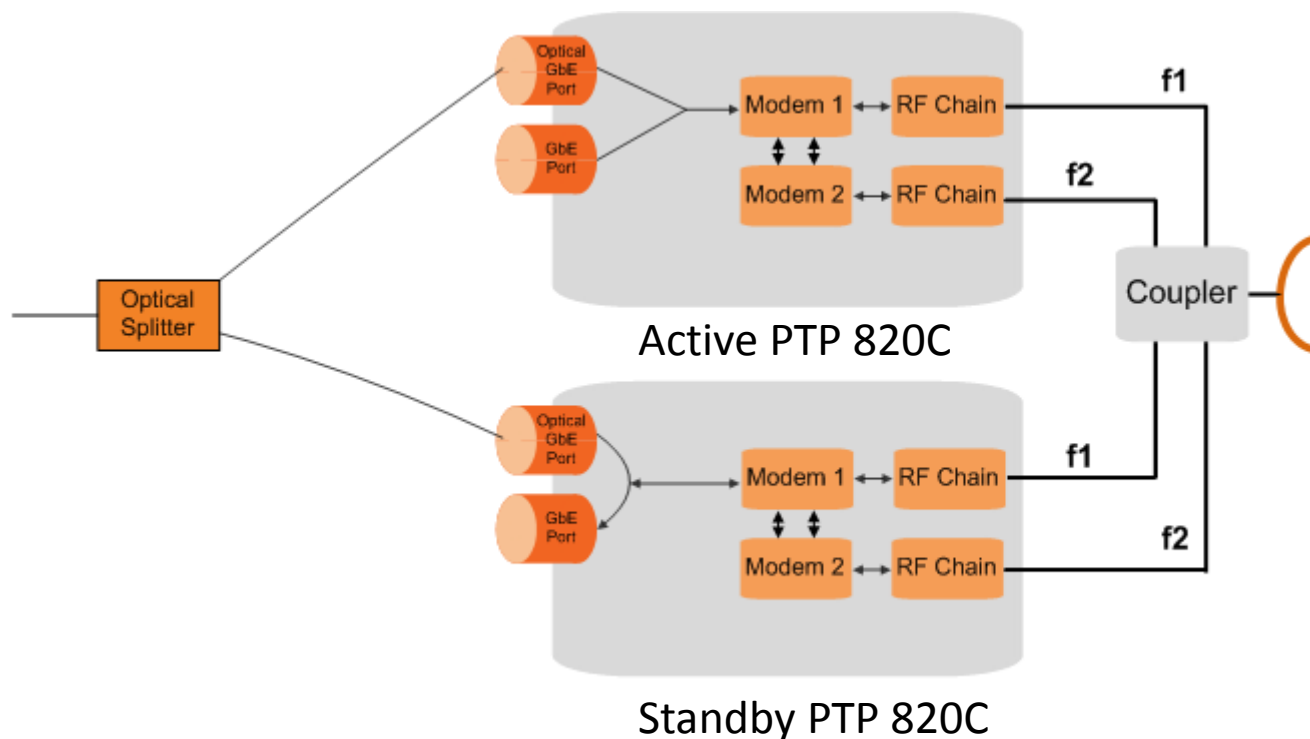 Optical
GbE
Port
GbE
Port
Modem 1
RF Chain
f1
Modem 2
RF Chain
f2
Optical
Splitter
Coupler
Active PTP 820C
Optical
GbE
Port
GbE
Port
Modem 1
RF Chain
f1
Modem 2
RF Chain
f2
Standby PTP 820C